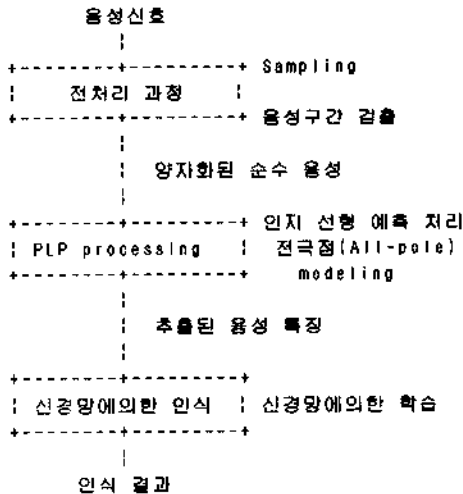 음성신호
Sampling
전처리 과정
음성구간 검출
양자화된 순수 음성
인지 선형 예측 처리
PLP processing
전극점(All-pole)
modeling
추출된 음성 특징
신경망에의한 인식
신경망에의한 학습
인식 결과